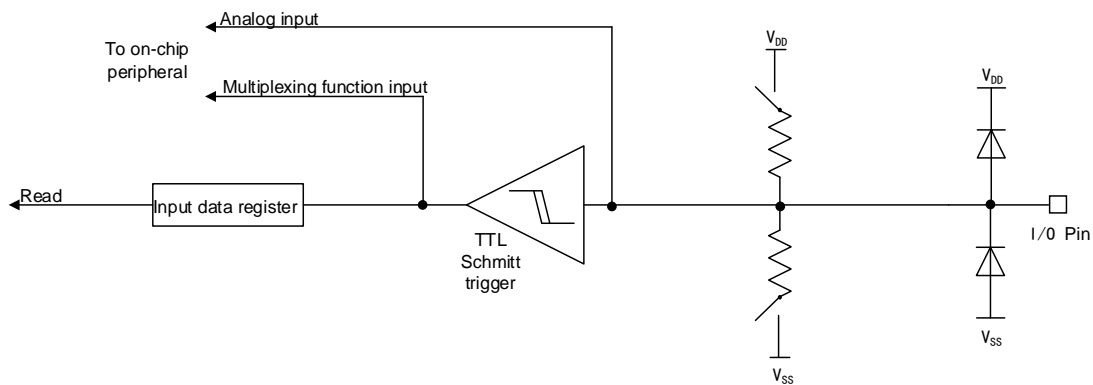 Analog input
To on-chip
peripheral
Multiplexing function input
Read
Input data register
TTL
Schmitt
trigger
VDD
VSS
VDD
VSS
I/0 Pin